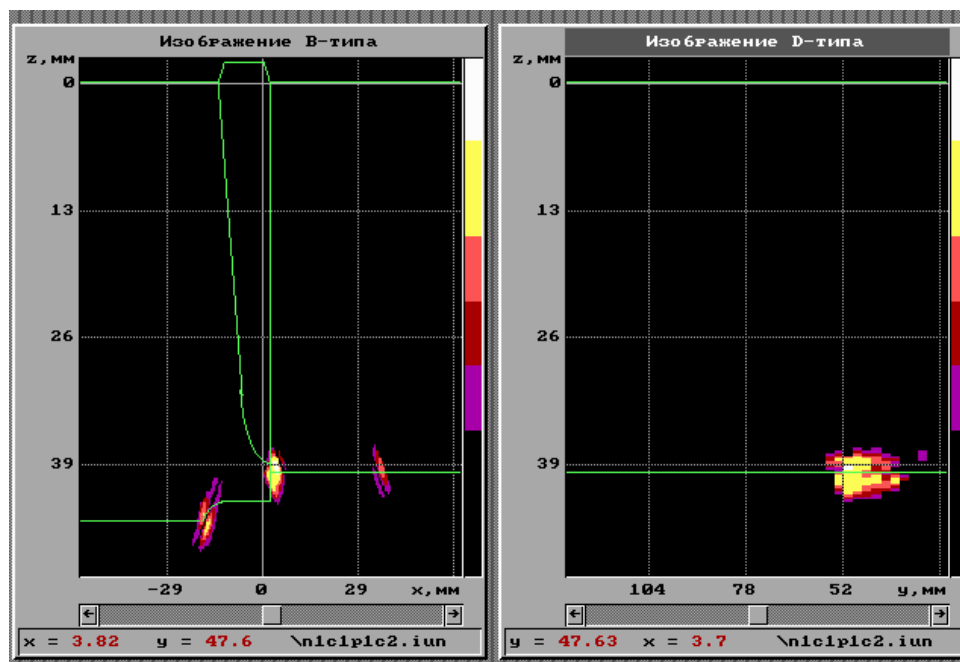 Изображение B-типа
z,мм
0
13
26
39
-29 0 29 x,мм
x = 3.82 y = 47.6 \n1c1p1c2.iun
Изображение D-типа
z,мм
0
13
26
39
104 78 52 y,мм
y = 47.63 x = 3.7 \n1c1p1c2.iun